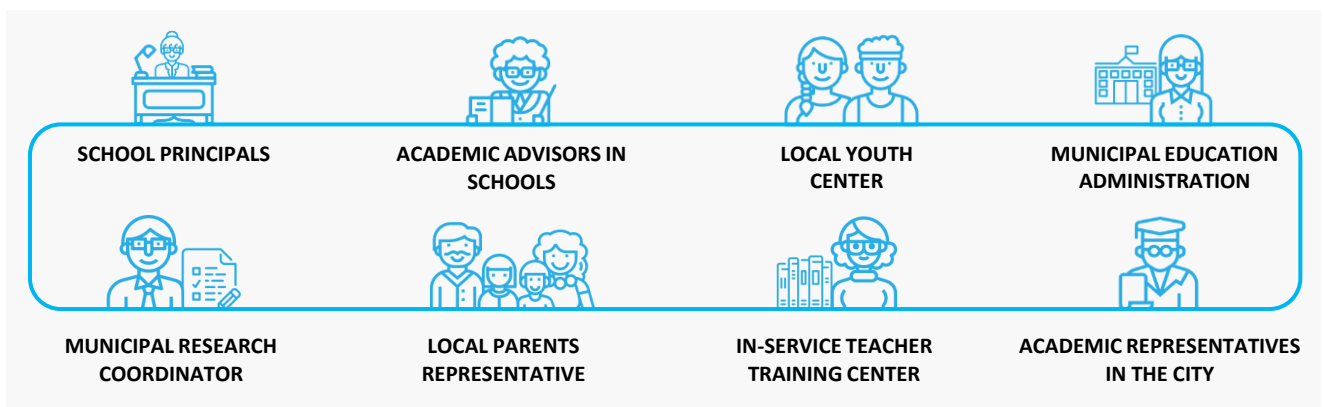 SCHOOL PRINCIPALS
ACADEMIC ADVISORS IN
SCHOOLS
LOCAL YOUTH
CENTER
MUNICIPAL EDUCATION
ADMINISTRATION
MUNICIPAL RESEARCH
COORDINATOR
LOCAL PARENTS
REPRESENTATIVE
IN-SERVICE TEACHER
TRAINING CENTER
ACADEMIC REPRESENTATIVES
IN THE CITY